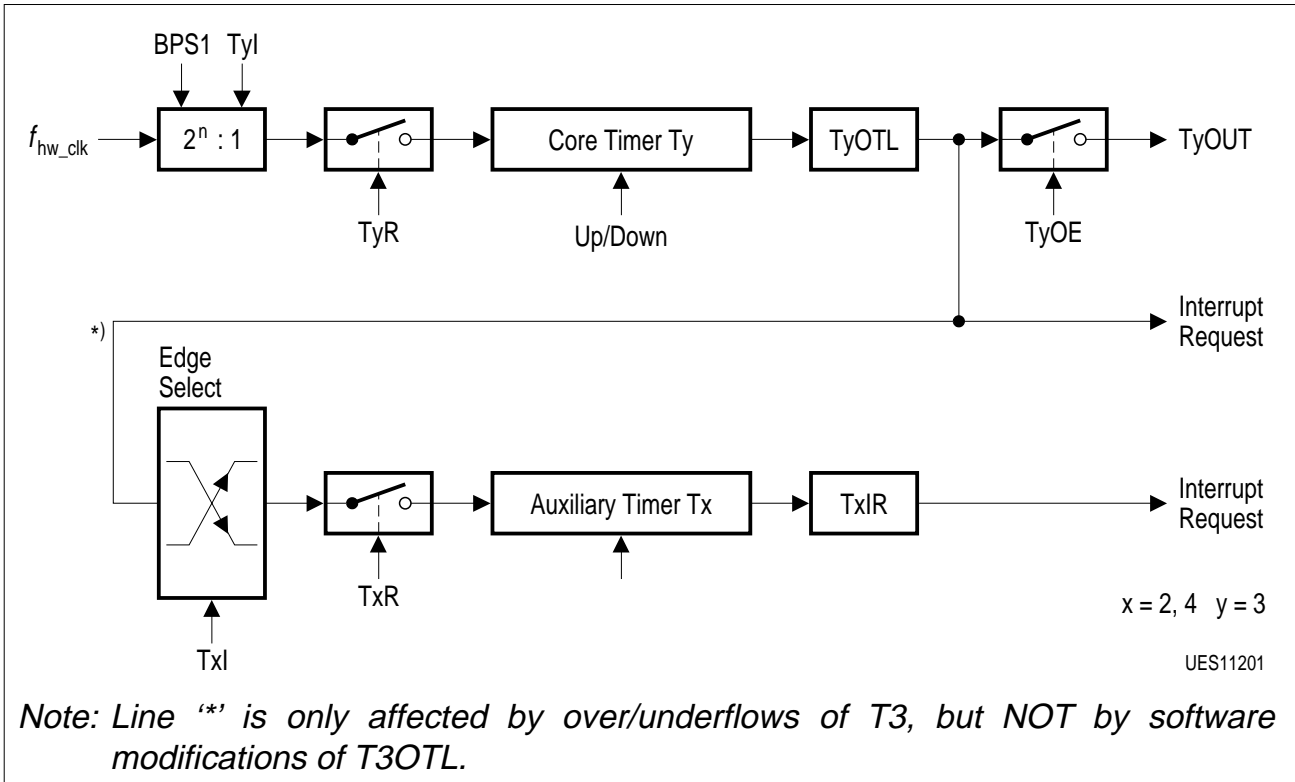 BPS1 TyI
f hw_clk
2ⁿ : 1
Core Timer Ty
TyOTL
TyOUT
TyR
Up/Down
TyOE
*)
Interrupt
Request
Edge
Select
Auxiliary Timer Tx
TxIR
Interrupt
Request
TxR
x = 2, 4 y = 3
TxI
UES11201
Note: Line ‘*’ is only affected by over/underflows of T3, but NOT by software
modifications of T3OTL.